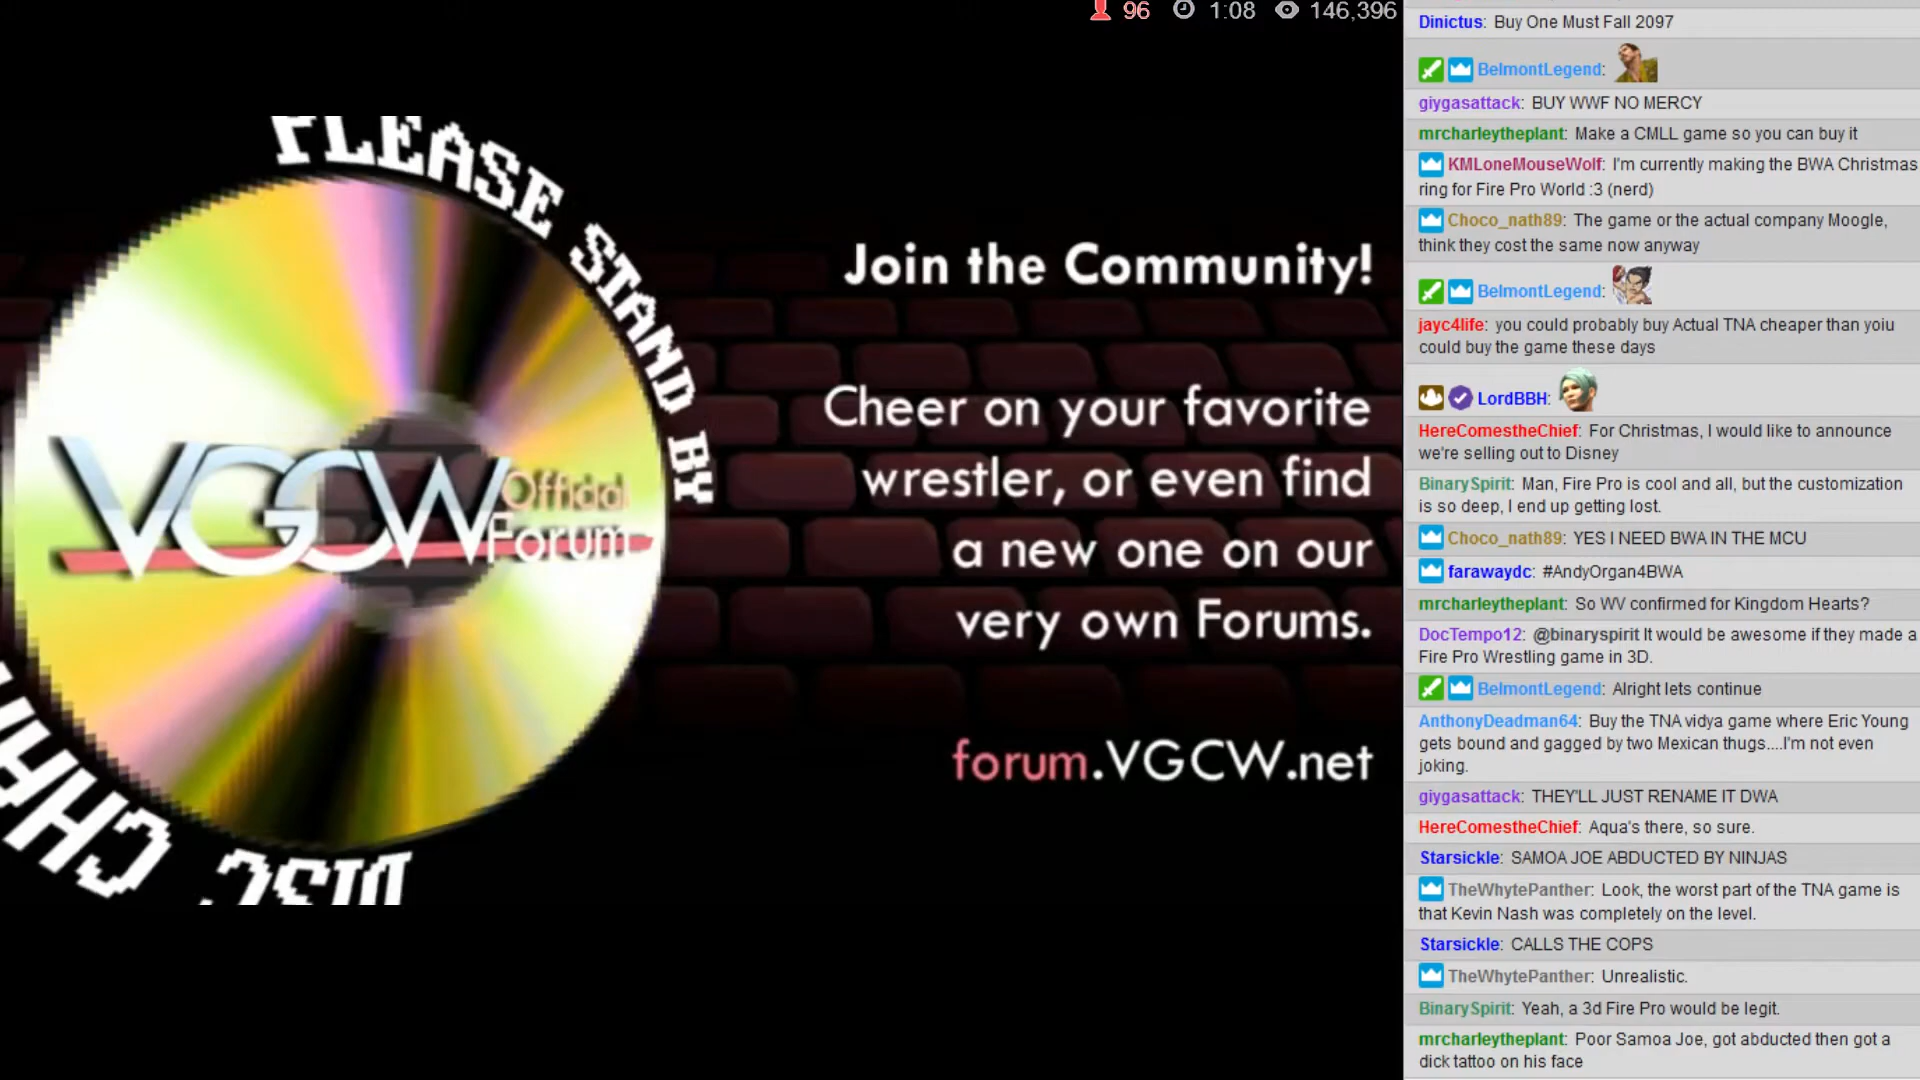 96 1:08 146,396
PLEASE STAND BY
DISC CHA
VGCW Official
Forum
Join the Community!
Cheer on your favorite
wrestler, or even find
a new one on our
very own Forums.
forum.VGCW.net
Dinictus: Buy One Must Fall 2097
BelmontLegend:
giygasattack: BUY WWF NO MERCY
mrcharleytheplant: Make a CMLL game so you can buy it
KMLoneMouseWolf: I'm currently making the BWA Christmas
ring for Fire Pro World :3 (nerd)
Choco_nath89: The game or the actual company Moogle,
think they cost the same now anyway
BelmontLegend:
jayc4life: you could probably buy Actual TNA cheaper than yoiu
could buy the game these days
LordBBH:
HereComestheChief: For Christmas, I would like to announce
we're selling out to Disney
BinarySpirit: Man, Fire Pro is cool and all, but the customization
is so deep, I end up getting lost.
Choco_nath89: YES I NEED BWA IN THE MCU
farawaydc: #AndyOrgan4BWA
mrcharleytheplant: So WV confirmed for Kingdom Hearts?
DocTempo12: @binaryspirit It would be awesome if they made a
Fire Pro Wrestling game in 3D.
BelmontLegend: Alright lets continue
AnthonyDeadman64: Buy the TNA vidya game where Eric Young
gets bound and gagged by two Mexican thugs....I'm not even
joking.
giygasattack: THEY'LL JUST RENAME IT DWA
HereComestheChief: Aqua's there, so sure.
Starsickle: SAMOA JOE ABDUCTED BY NINJAS
TheWhytePanther: Look, the worst part of the TNA game is
that Kevin Nash was completely on the level.
Starsickle: CALLS THE COPS
TheWhytePanther: Unrealistic.
BinarySpirit: Yeah, a 3d Fire Pro would be legit.
mrcharleytheplant: Poor Samoa Joe, got abducted then got a
dick tattoo on his face